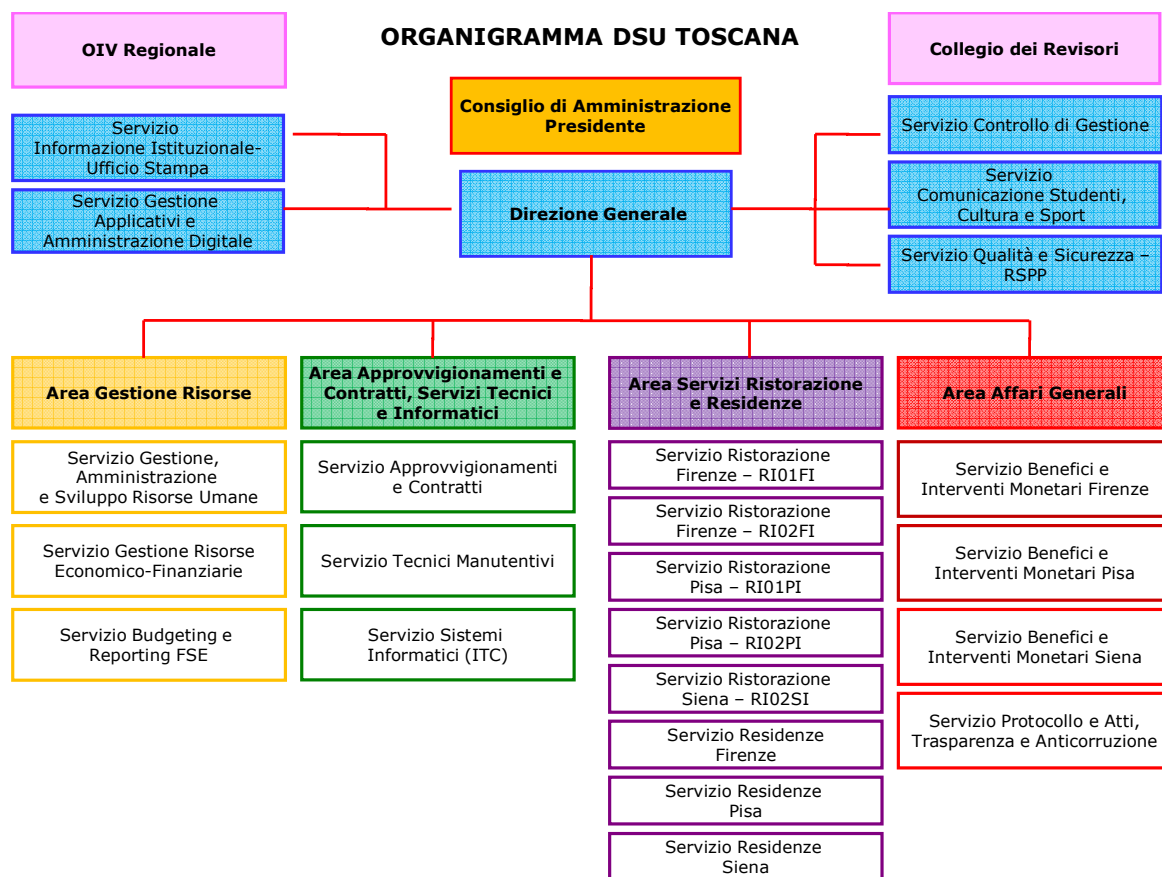 OIV Regionale
ORGANIGRAMMA DSU TOSCANA
Collegio dei Revisori
Consiglio di Amministrazione
Presidente
Servizio
Informazione Istituzionale-
Ufficio Stampa
Servizio Gestione
Applicativi e
Amministrazione Digitale
Direzione Generale
Servizio Controllo di Gestione
Servizio
Comunicazione Studenti,
Cultura e Sport
Servizio Qualità e Sicurezza –
RSPP
Area Gestione Risorse
Servizio Gestione,
Amministrazione
e Sviluppo Risorse Umane
Servizio Gestione Risorse
Economico-Finanziarie
Servizio Budgeting e
Reporting FSE
Area Approvvigionamenti e
Contratti, Servizi Tecnici
e Informatici
Servizio Approvvigionamenti
e Contratti
Servizio Tecnici Manutentivi
Servizio Sistemi
Informatici (ITC)
Area Servizi Ristorazione
e Residenze
Servizio Ristorazione
Firenze – RI01FI
Servizio Ristorazione
Firenze – RI02FI
Servizio Ristorazione
Pisa – RI01PI
Servizio Ristorazione
Pisa – RI02PI
Servizio Ristorazione
Siena – RI02SI
Servizio Residenze
Firenze
Servizio Residenze
Pisa
Servizio Residenze
Siena
Area Affari Generali
Servizio Benefici e
Interventi Monetari Firenze
Servizio Benefici e
Interventi Monetari Pisa
Servizio Benefici e
Interventi Monetari Siena
Servizio Protocollo e Atti,
Trasparenza e Anticorruzione